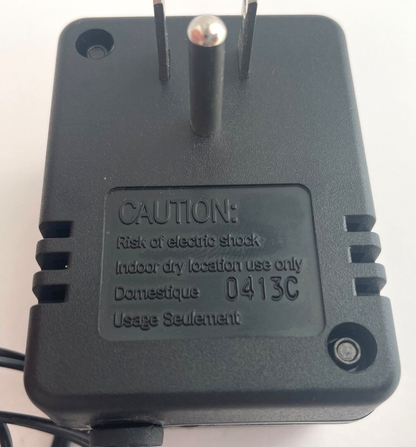 CAUTION:
Risk of electric shock
Indoor dry location use only
Domestique 0413C
Usage Seulement